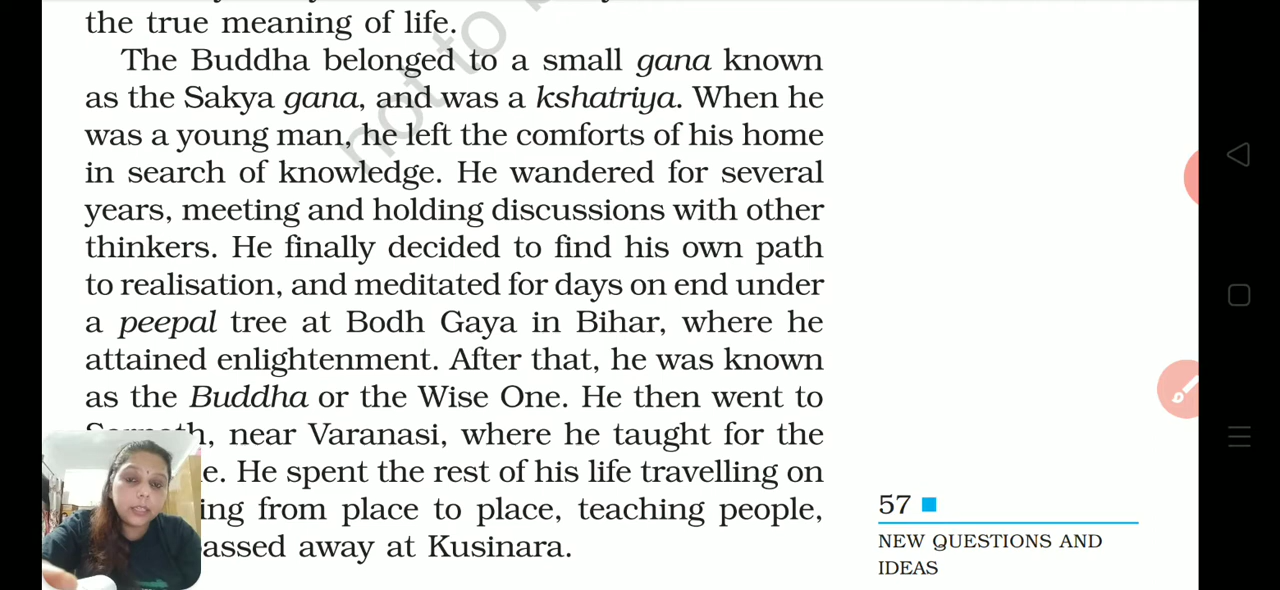 the true meaning of life.
The Buddha belonged to a small gana known
as the Sakya gana, and was a kshatriya. When he
was a young man, he left the comforts of his home
in search of knowledge. He wandered for several
years, meeting and holding discussions with other
thinkers. He finally decided to find his own path
to realisation, and meditated for days on end under
a peepal tree at Bodh Gaya in Bihar, where he
attained enlightenment. After that, he was known
as the Buddha or the Wise One. He then went to
near Varanasi, where he taught for the
He spent the rest of his life travelling on
from place to place, teaching people,
away at Kusinara.
not to b
57
NEW QUESTIONS AND
IDEAS